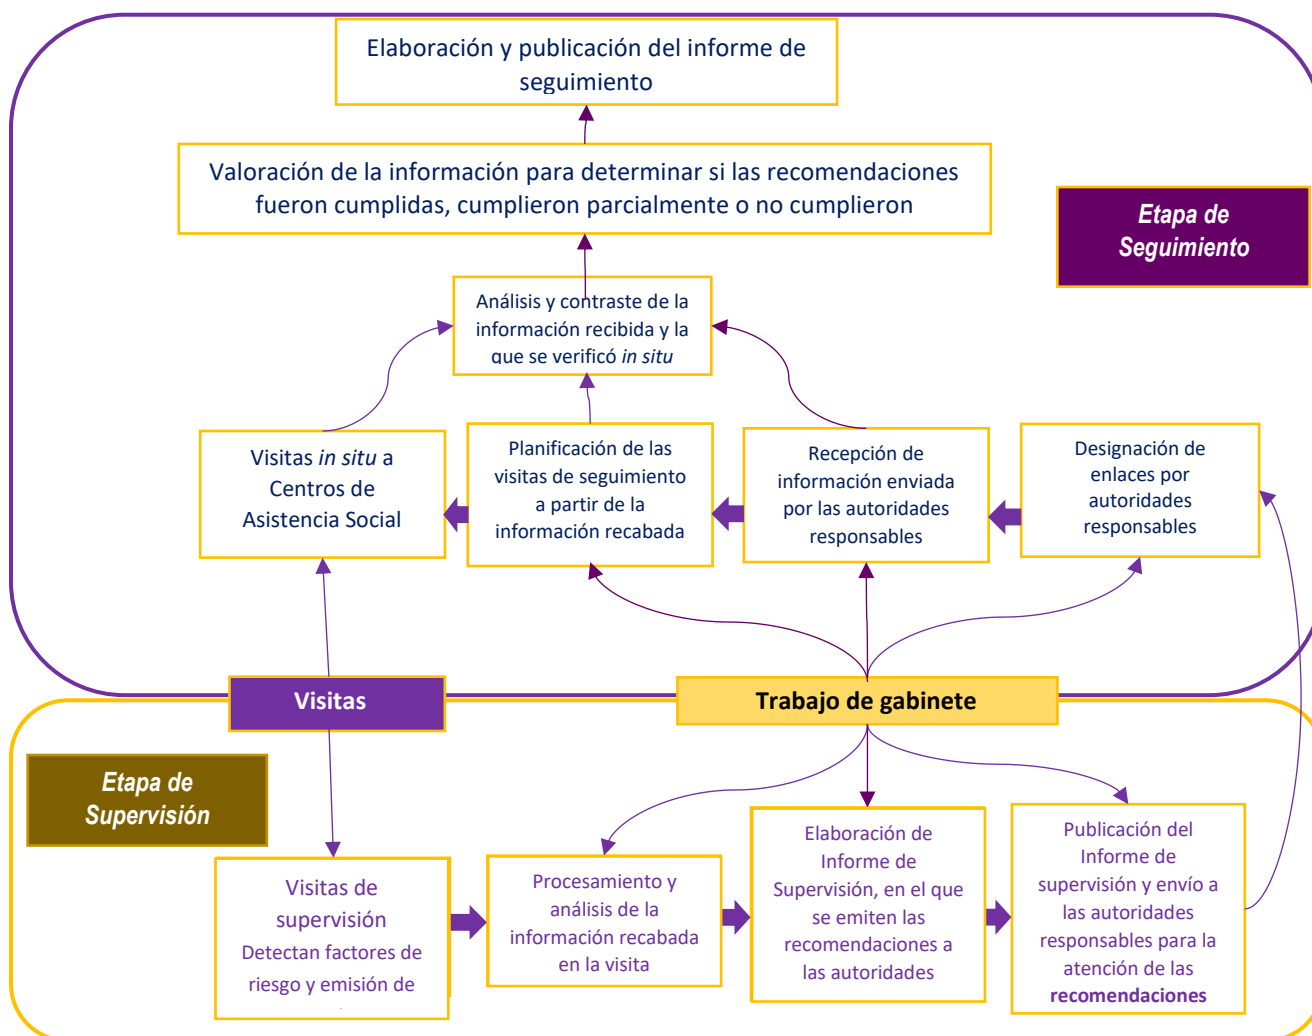 Elaboración y publicación del informe de
seguimiento
Valoración de la información para determinar si las recomendaciones
fueron cumplidas, cumplieron parcialmente o no cumplieron
Etapa de
Seguimiento
Análisis y contraste de la
información recibida y la
que se verificó in situ
Visitas in situ a
Centros de
Asistencia Social
Planificación de las
visitas de seguimiento
a partir de la
información recabada
Recepción de
información enviada
por las autoridades
responsables
Designación de
enlaces por
autoridades
responsables
Visitas
Trabajo de gabinete
Etapa de
Supervisión
Visitas de
supervisión
Detectan factores de
riesgo y emisión de
Procesamiento y
análisis de la
información recabada
en la visita
Elaboración de
Informe de
Supervisión, en el que
se emiten las
recomendaciones a
las autoridades
Publicación del
Informe de
supervisión y envío a
las autoridades
responsables para la
atención de las
recomendaciones